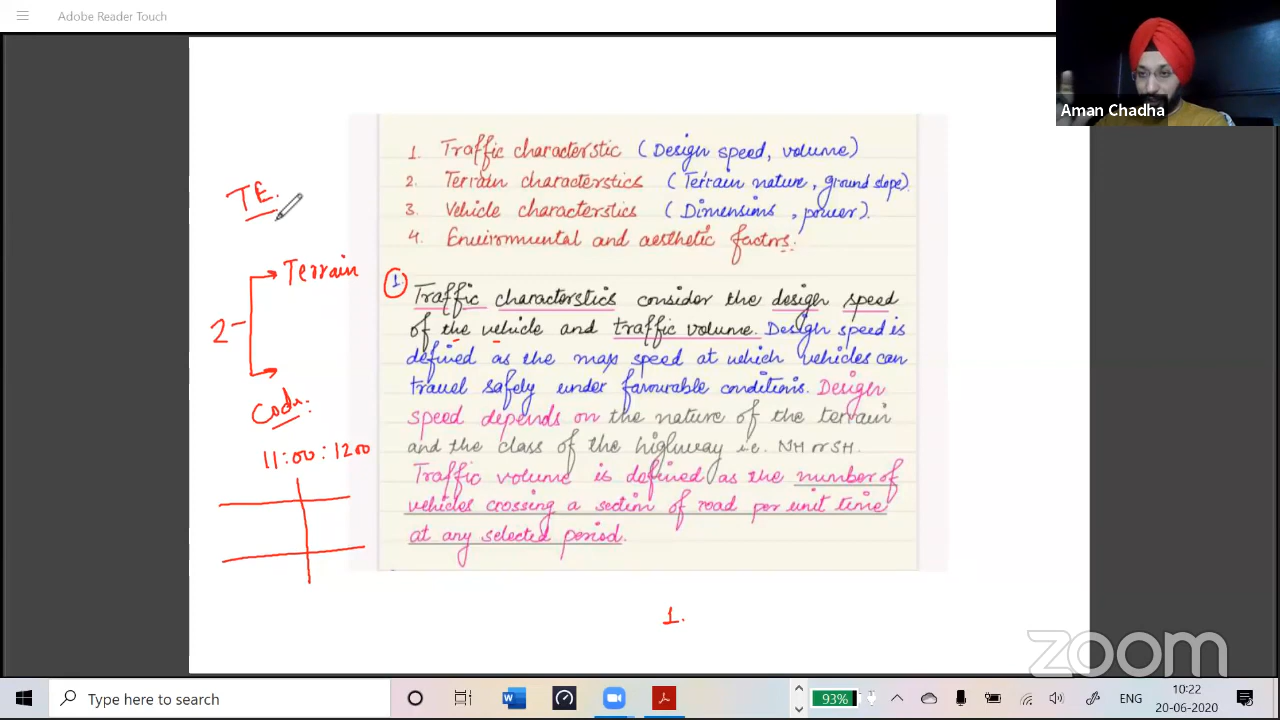 Adobe Reader Touch
Aman Chadha
1. Traffic characterstic (Design speed, volume)
2. Terrain characterstics (Terrain nature, ground slope).
3 Vehicle characterstics (Dimensions, power).
4. Environmental and aesthetic factors.
TE.
Terrain
2
Code.
11:00:1200
1. Traffic characterstics consider the design speed
of the vehicle and traffic volume. Design speed is
defined as the max speed at which vehicles can
travel safely under favourable conditions. Design
speed depends on the nature of the terrain
and the class of the highway i.e. NH or SH.
Traffic volume is defined as the number of
vehicles crossing a section of road per unit time
at any selected period.
1.
zoom
Type here to search
93%
ENG
10:22
20-06-2020